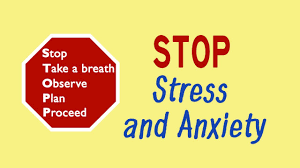 Stop
Take a breath
Observe
Plan
Proceed
STOP
Stress
and Anxiety